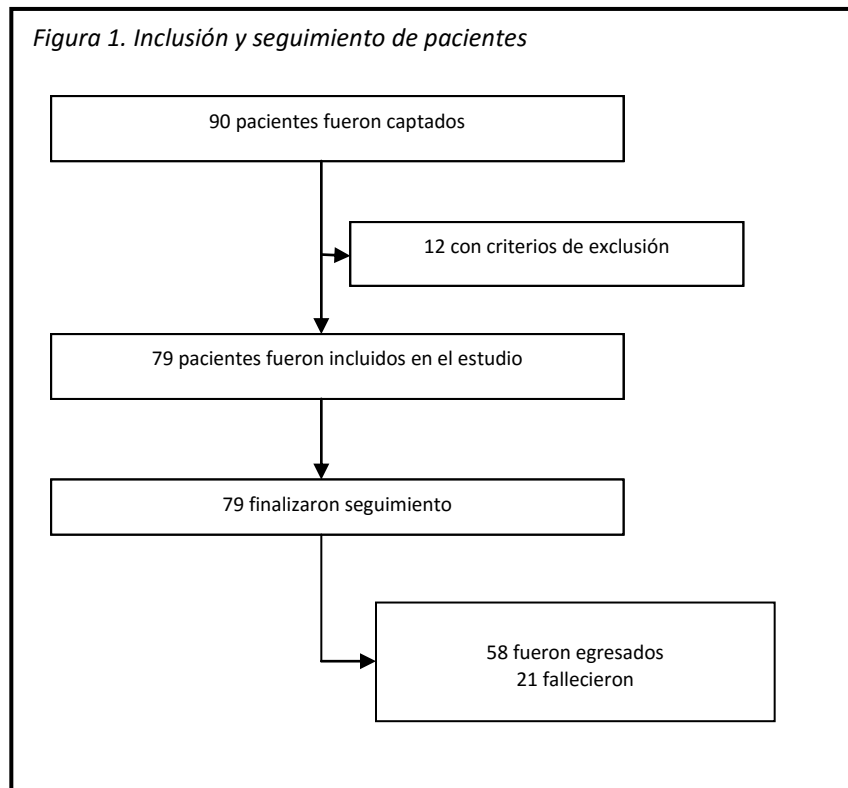 Figura 1. Inclusión y seguimiento de pacientes
90 pacientes fueron captados
12 con criterios de exclusión
79 pacientes fueron incluidos en el estudio
79 finalizaron seguimiento
58 fueron egresados
21 fallecieron